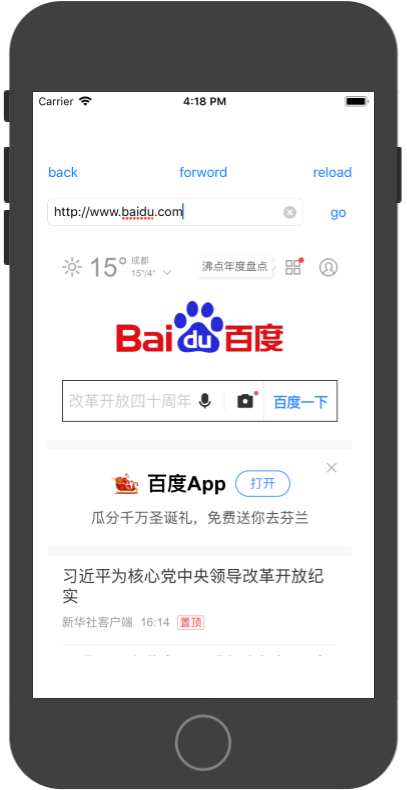 Carrier 4:18 PM
back forword reload
http://www.baidu.com go
15° 成都 15°/4° 沸点年度盘点
Bai du 百度
改革开放四十周年 百度一下
百度App 打开
瓜分千万圣诞礼，免费送你去芬兰
习近平为核心党中央领导改革开放纪
实
新华社客户端 16:14 置顶